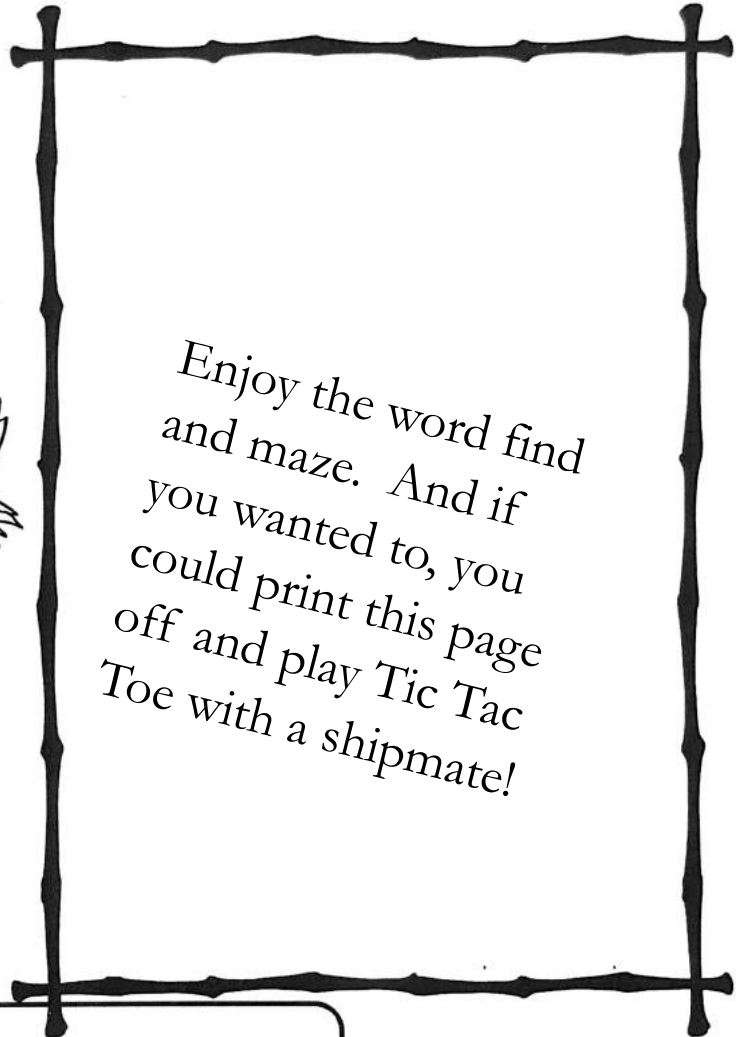 Enjoy the word find
and maze.  And if
you wanted to, you
could print this page
off and play Tic Tac
Toe with a shipmate!